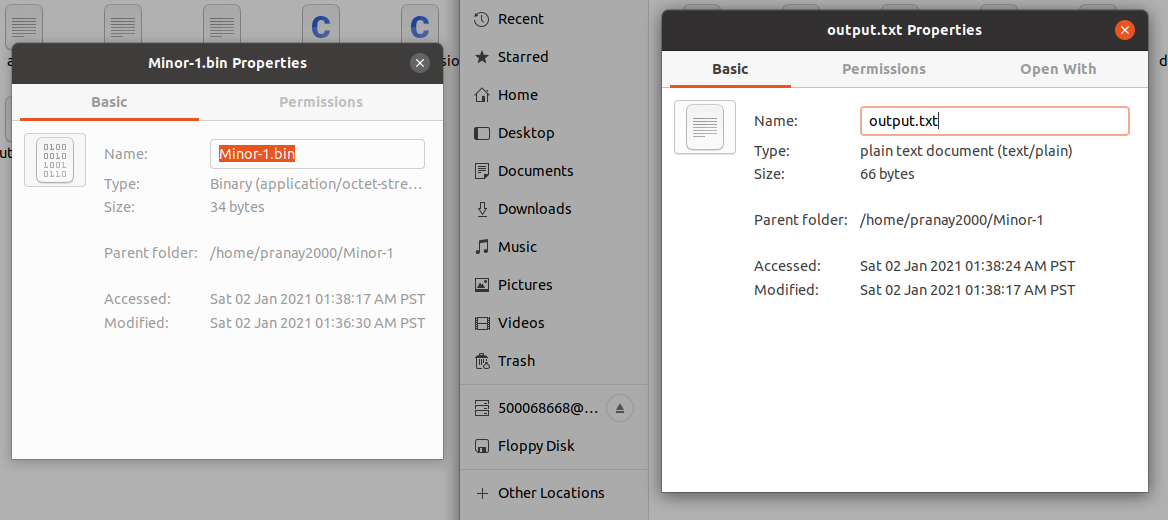 Minor-1.bin Properties
Basic Permissions
0100
0010
1001
0110
Name: Minor-1.bin
Type: Binary (application/octet-stre…
Size: 34 bytes
Parent folder: /home/pranay2000/Minor-1
Accessed: Sat 02 Jan 2021 01:38:17 AM PST
Modified: Sat 02 Jan 2021 01:36:30 AM PST
C
C
Recent
Starred
Home
Desktop
Documents
Downloads
Music
Pictures
Videos
Trash
500068668@…
Floppy Disk
Other Locations
output.txt Properties
Basic Permissions Open With
Name: output.txt
Type: plain text document (text/plain)
Size: 66 bytes
Parent folder: /home/pranay2000/Minor-1
Accessed: Sat 02 Jan 2021 01:38:24 AM PST
Modified: Sat 02 Jan 2021 01:38:17 AM PST